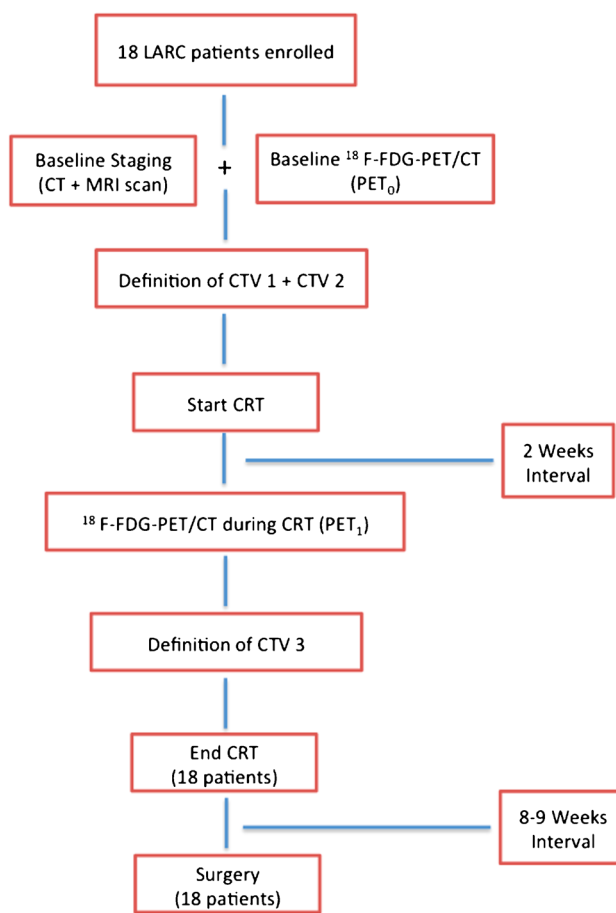 18 LARC patients enrolled
Baseline Staging
(CT + MRI scan)
+
Baseline ¹⁸ F-FDG-PET/CT
(PET₀)
Definition of CTV 1 + CTV 2
Start CRT
2 Weeks
Interval
¹⁸ F-FDG-PET/CT during CRT (PET₁)
Definition of CTV 3
End CRT
(18 patients)
8-9 Weeks
Interval
Surgery
(18 patients)